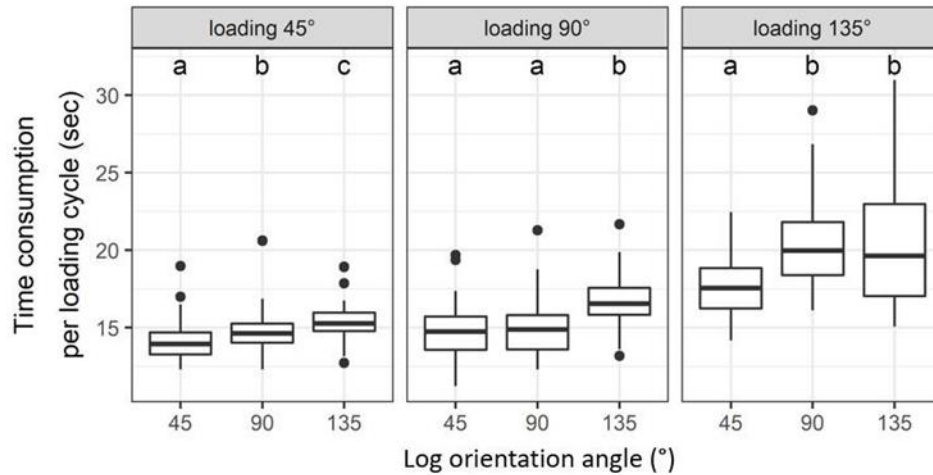 loading 45° loading 90° loading 135°
a b c a a b a b b
30
25
20
15
Time consumption
per loading cycle (sec)
45 90 135 45 90 135 45 90 135
Log orientation angle (°)